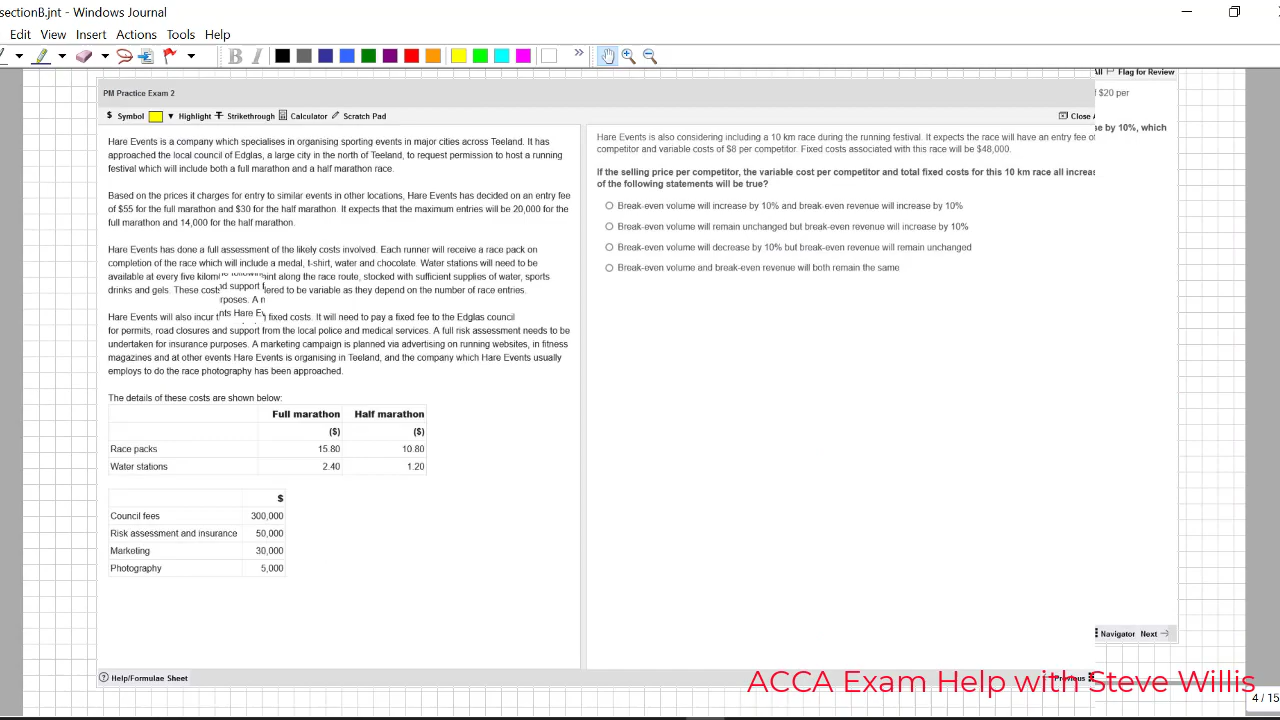 sectionB.jnt - Windows Journal
Edit View Insert Actions Tools Help
B I
PM Practice Exam 2
All Flag for Review
$ Symbol Highlight Strikethrough Calculator Scratch Pad
Close
f $20 per
se by 10%, which
Hare Events is a company which specialises in organising sporting events in major cities across Teeland. It has
approached the local council of Edglas, a large city in the north of Teeland, to request permission to host a running
festival which will include both a full marathon and a half marathon race.
Based on the prices it charges for entry to similar events in other locations, Hare Events has decided on an entry fee
of $55 for the full marathon and $30 for the half marathon. It expects that the maximum entries will be 20,000 for the
full marathon and 14,000 for the half marathon.
Hare Events has done a full assessment of the likely costs involved. Each runner will receive a race pack on
completion of the race which will include a medal, t-shirt, water and chocolate. Water stations will need to be
available at every five kilom int along the race route, stocked with sufficient supplies of water, sports
drinks and gels. These cost ered to be variable as they depend on the number of race entries.
nd support f
rposes. A n
nts Hare Ev
Hare Events will also incur t fixed costs. It will need to pay a fixed fee to the Edglas council
for permits, road closures and support from the local police and medical services. A full risk assessment needs to be
undertaken for insurance purposes. A marketing campaign is planned via advertising on running websites, in fitness
magazines and at other events Hare Events is organising in Teeland, and the company which Hare Events usually
employs to do the race photography has been approached.
The details of these costs are shown below:
Full marathon Half marathon
($) ($)
Race packs 15.80 10.80
Water stations 2.40 1.20
$
Council fees 300,000
Risk assessment and insurance 50,000
Marketing 30,000
Photography 5,000
Hare Events is also considering including a 10 km race during the running festival. It expects the race will have an entry fee o
competitor and variable costs of $8 per competitor. Fixed costs associated with this race will be $48,000.
If the selling price per competitor, the variable cost per competitor and total fixed costs for this 10 km race all increa
of the following statements will be true?
Break-even volume will increase by 10% and break-even revenue will increase by 10%
Break-even volume will remain unchanged but break-even revenue will increase by 10%
Break-even volume will decrease by 10% but break-even revenue will remain unchanged
Break-even volume and break-even revenue will both remain the same
Navigator Next
Help/Formulae Sheet
Previous
ACCA Exam Help with Steve Willis
4 / 15